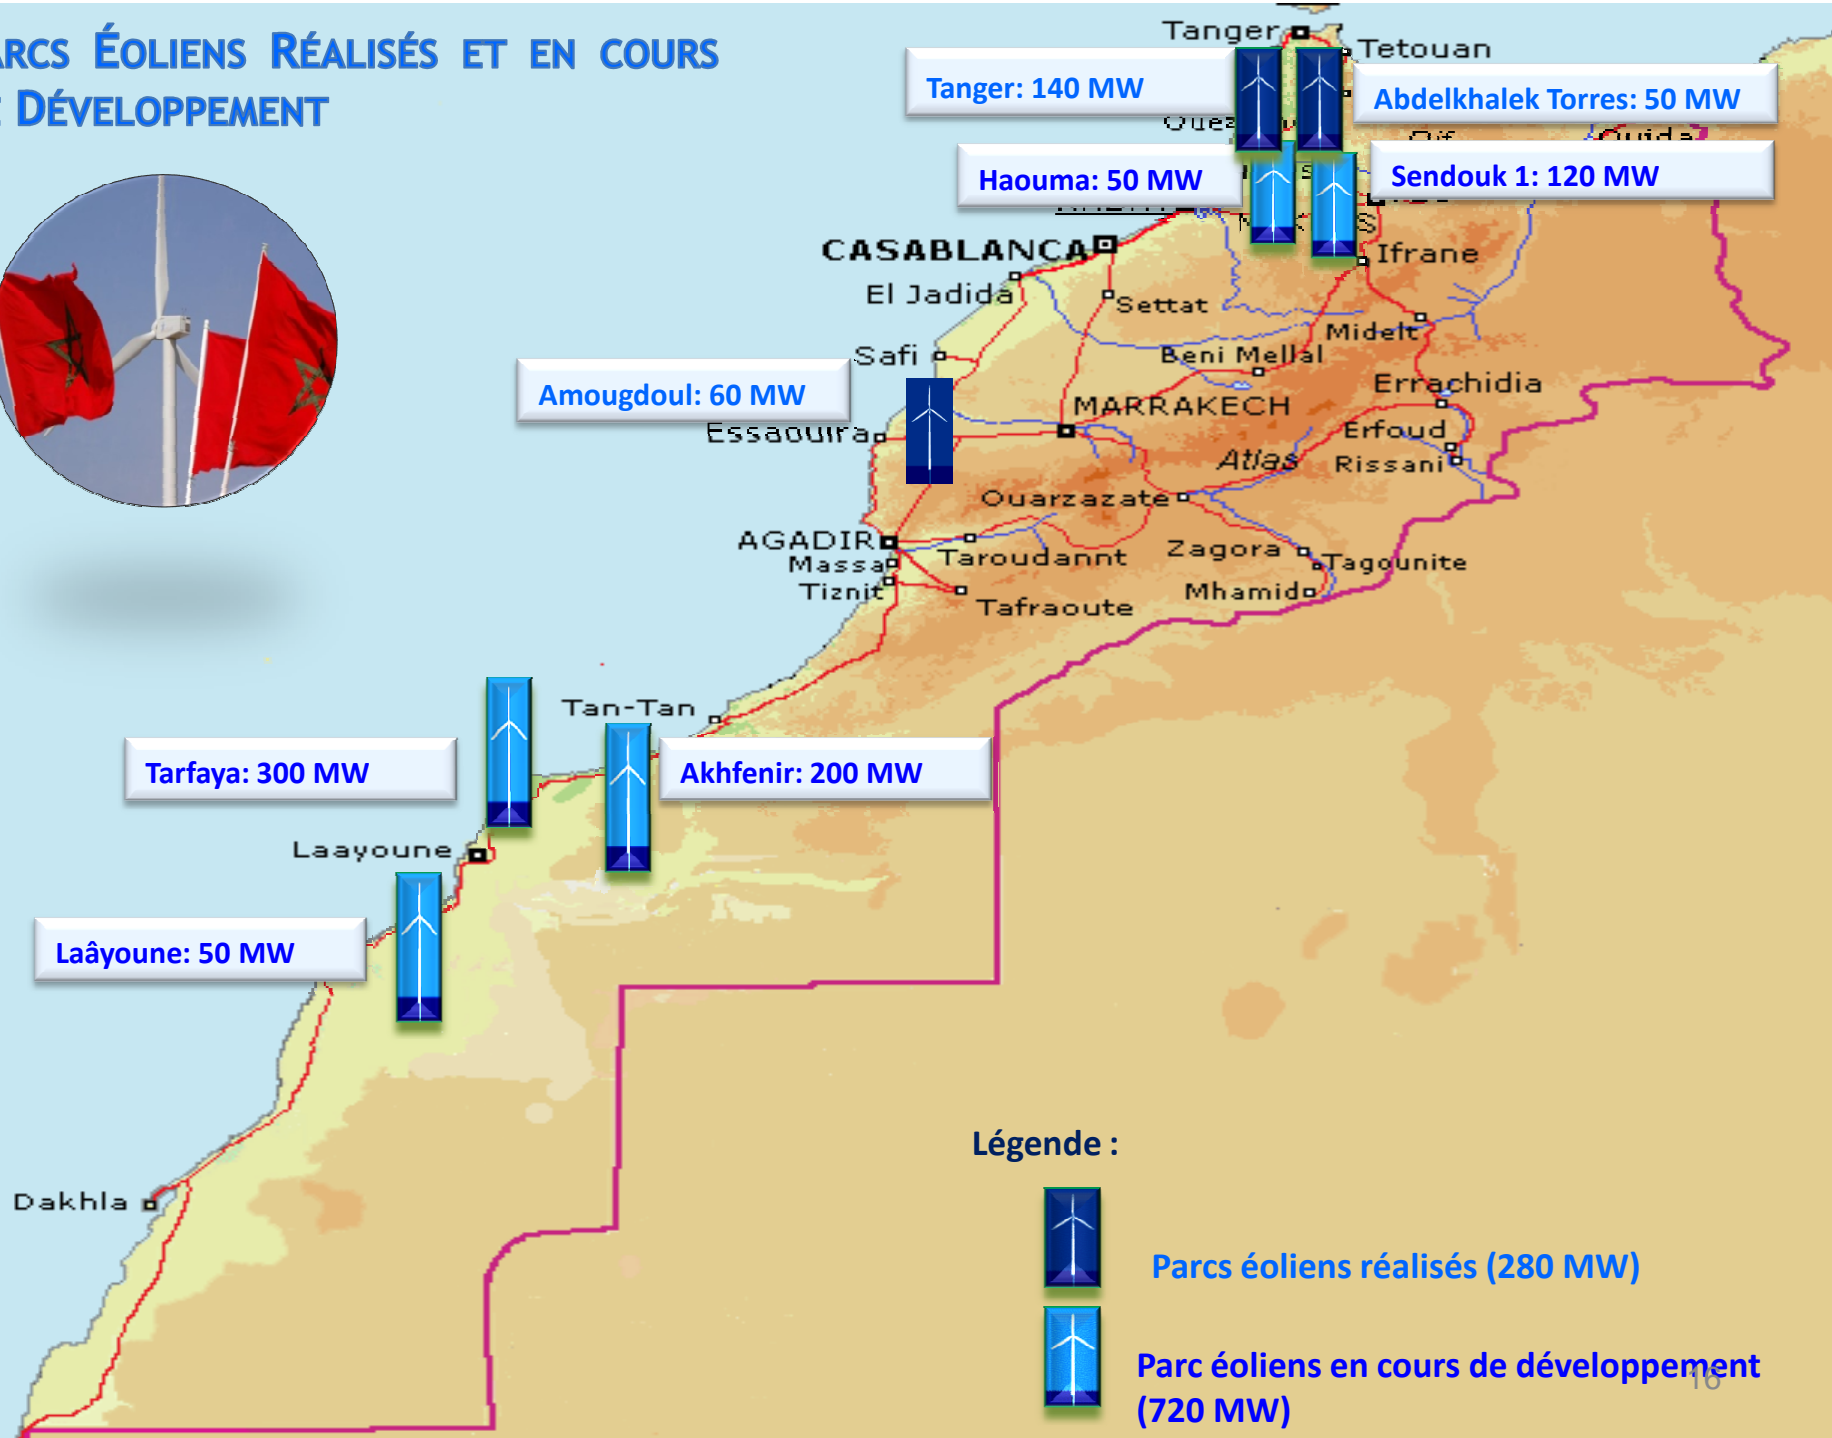 ARCS ÉOLIENS RÉALISÉS ET EN COURS
E DÉVELOPPEMENT
Tanger
Tetouan
Tanger: 140 MW
Abdelkhalek Torres: 50 MW
Haouma: 50 MW
Sendouk 1: 120 MW
CASABLANCA
Ifrane
El Jadida
Settat
Midelt
Safi
Beni Mellal
Errachidia
Amougdoul: 60 MW
MARRAKECH
Essaouira
Erfoud
Atlas
Rissani
Ouarzazate
AGADIR
Taroudannt
Zagora
Tagounite
Massa
Tiznit
Mhamid
Tafraoute
Tan-Tan
Tarfaya: 300 MW
Akhfenir: 200 MW
Laayoune
Laâyoune: 50 MW
Légende :
Dakhla
Parcs éoliens réalisés (280 MW)
Parc éoliens en cours de développement
(720 MW)
16